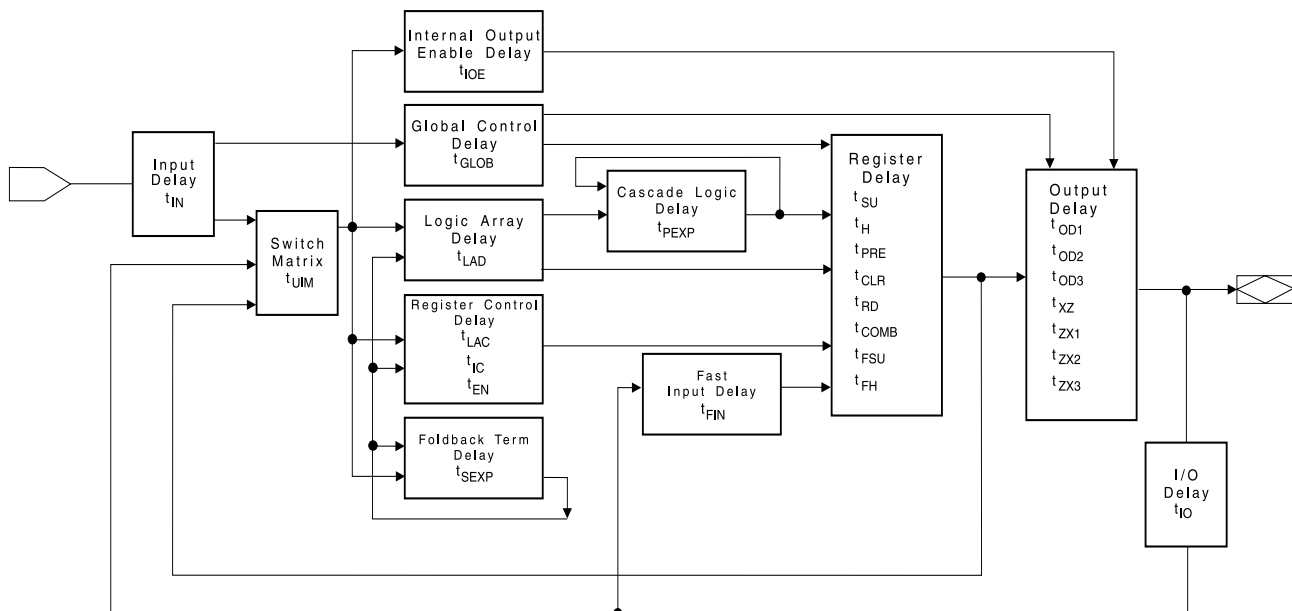 Internal Output
Enable Delay
tIOE
Global Control
Delay
tGLOB
Input
Delay
tIN
Switch
Matrix
tUIM
Logic Array
Delay
tLAD
Register Control
Delay
tLAC
tIC
tEN
Foldback Term
Delay
tSEXP
Cascade Logic
Delay
tPEXP
Fast
Input Delay
tFIN
Register
Delay
tSU
tH
tPRE
tCLR
tRD
tCOMB
tFSU
tFH
Output
Delay
tOD1
tOD2
tOD3
tXZ
tZX1
tZX2
tZX3
I/O
Delay
tIO